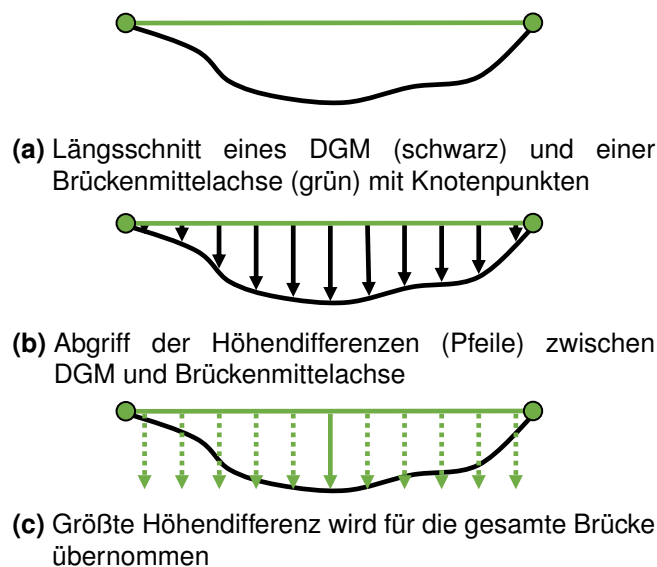 (a) Längsschnitt eines DGM (schwarz) und einer
Brückenmittelachse (grün) mit Knotenpunkten
(b) Abgriff der Höhendifferenzen (Pfeile) zwischen
DGM und Brückenmittelachse
(c) Größte Höhendifferenz wird für die gesamte Brücke
übernommen